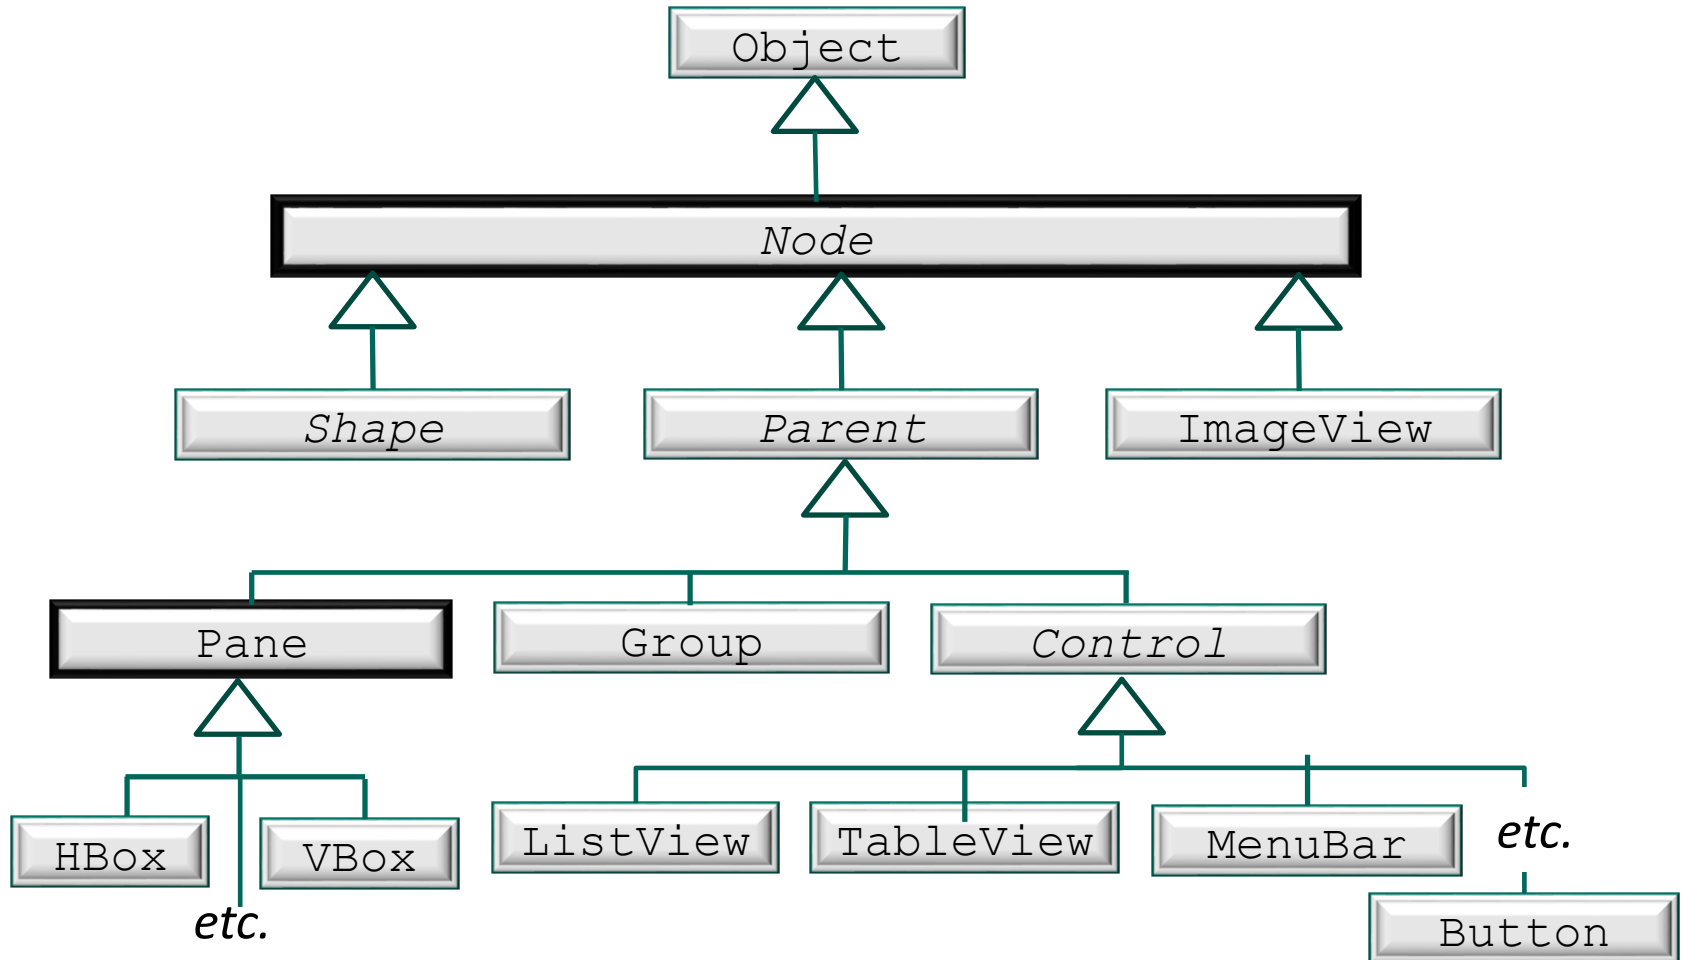 Object
Node
Shape
Parent
ImageView
Pane
Group
Control
HBox
VBox
etc.
ListView
TableView
MenuBar
etc.
Button